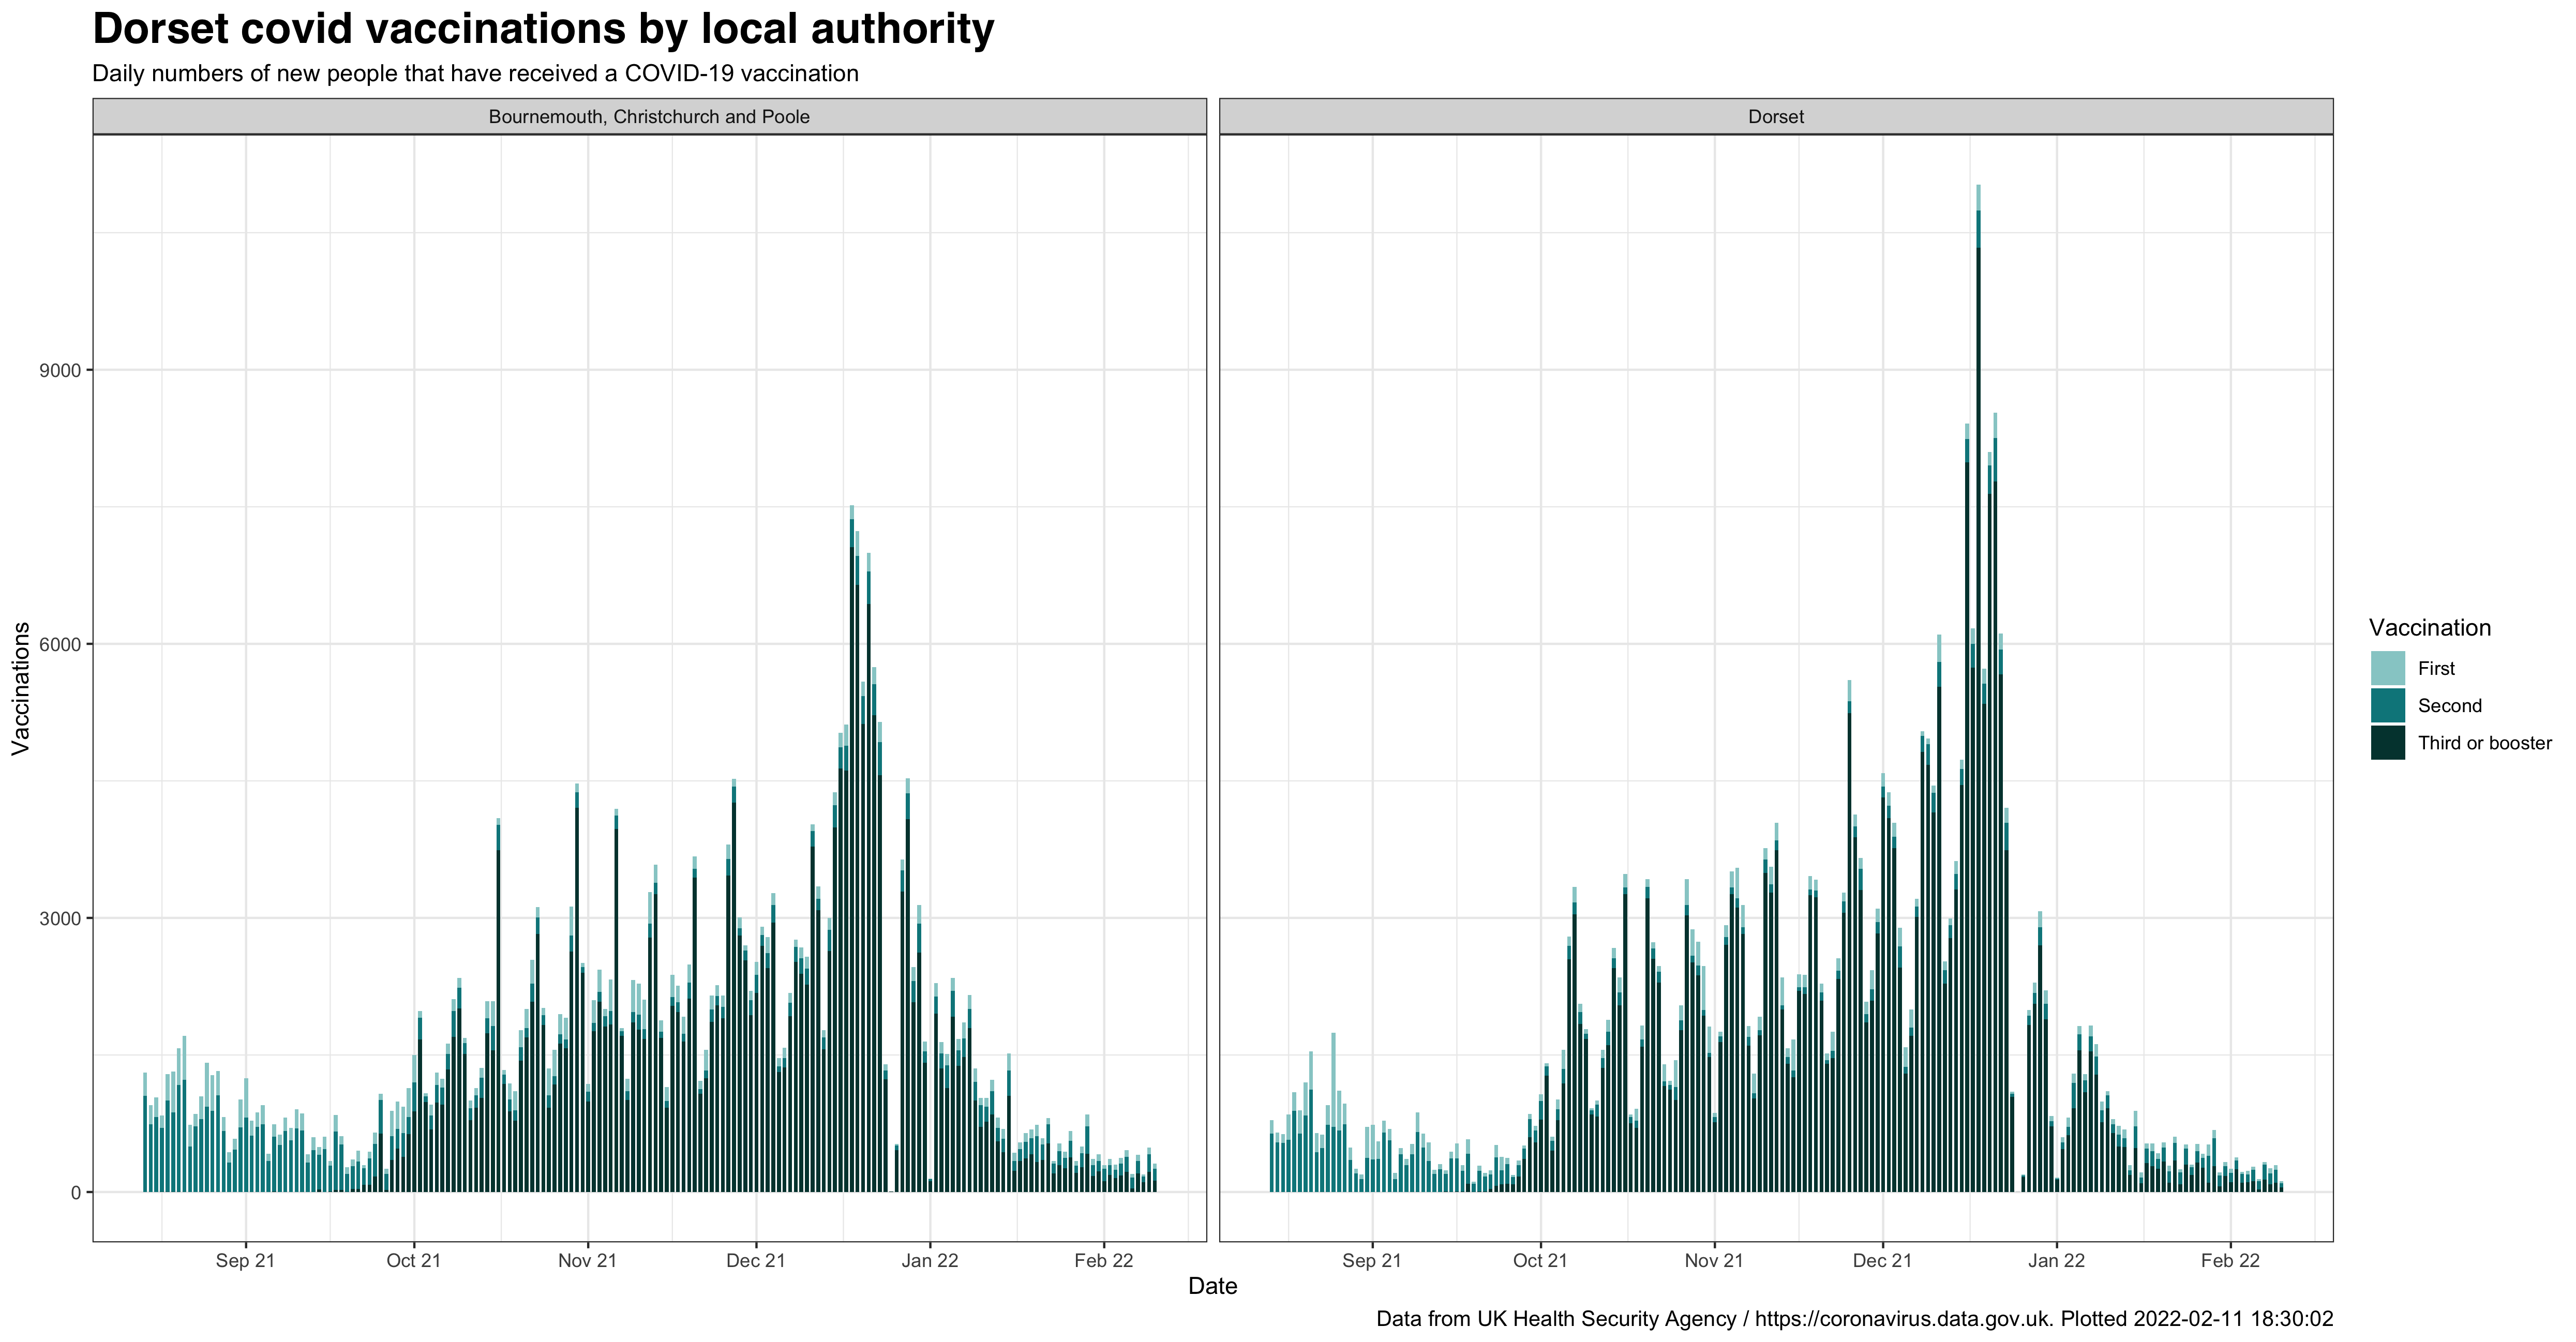 Dorset covid vaccinations by local authority
Daily numbers of new people that have received a COVID-19 vaccination
Bournemouth, Christchurch and Poole
Dorset
Vaccinations
9000
6000
3000
0
Sep 21
Oct 21
Nov 21
Dec 21
Jan 22
Feb 22
Sep 21
Oct 21
Nov 21
Dec 21
Jan 22
Feb 22
Date
Vaccination
First
Second
Third or booster
Data from UK Health Security Agency / https://coronavirus.data.gov.uk. Plotted 2022-02-11 18:30:02